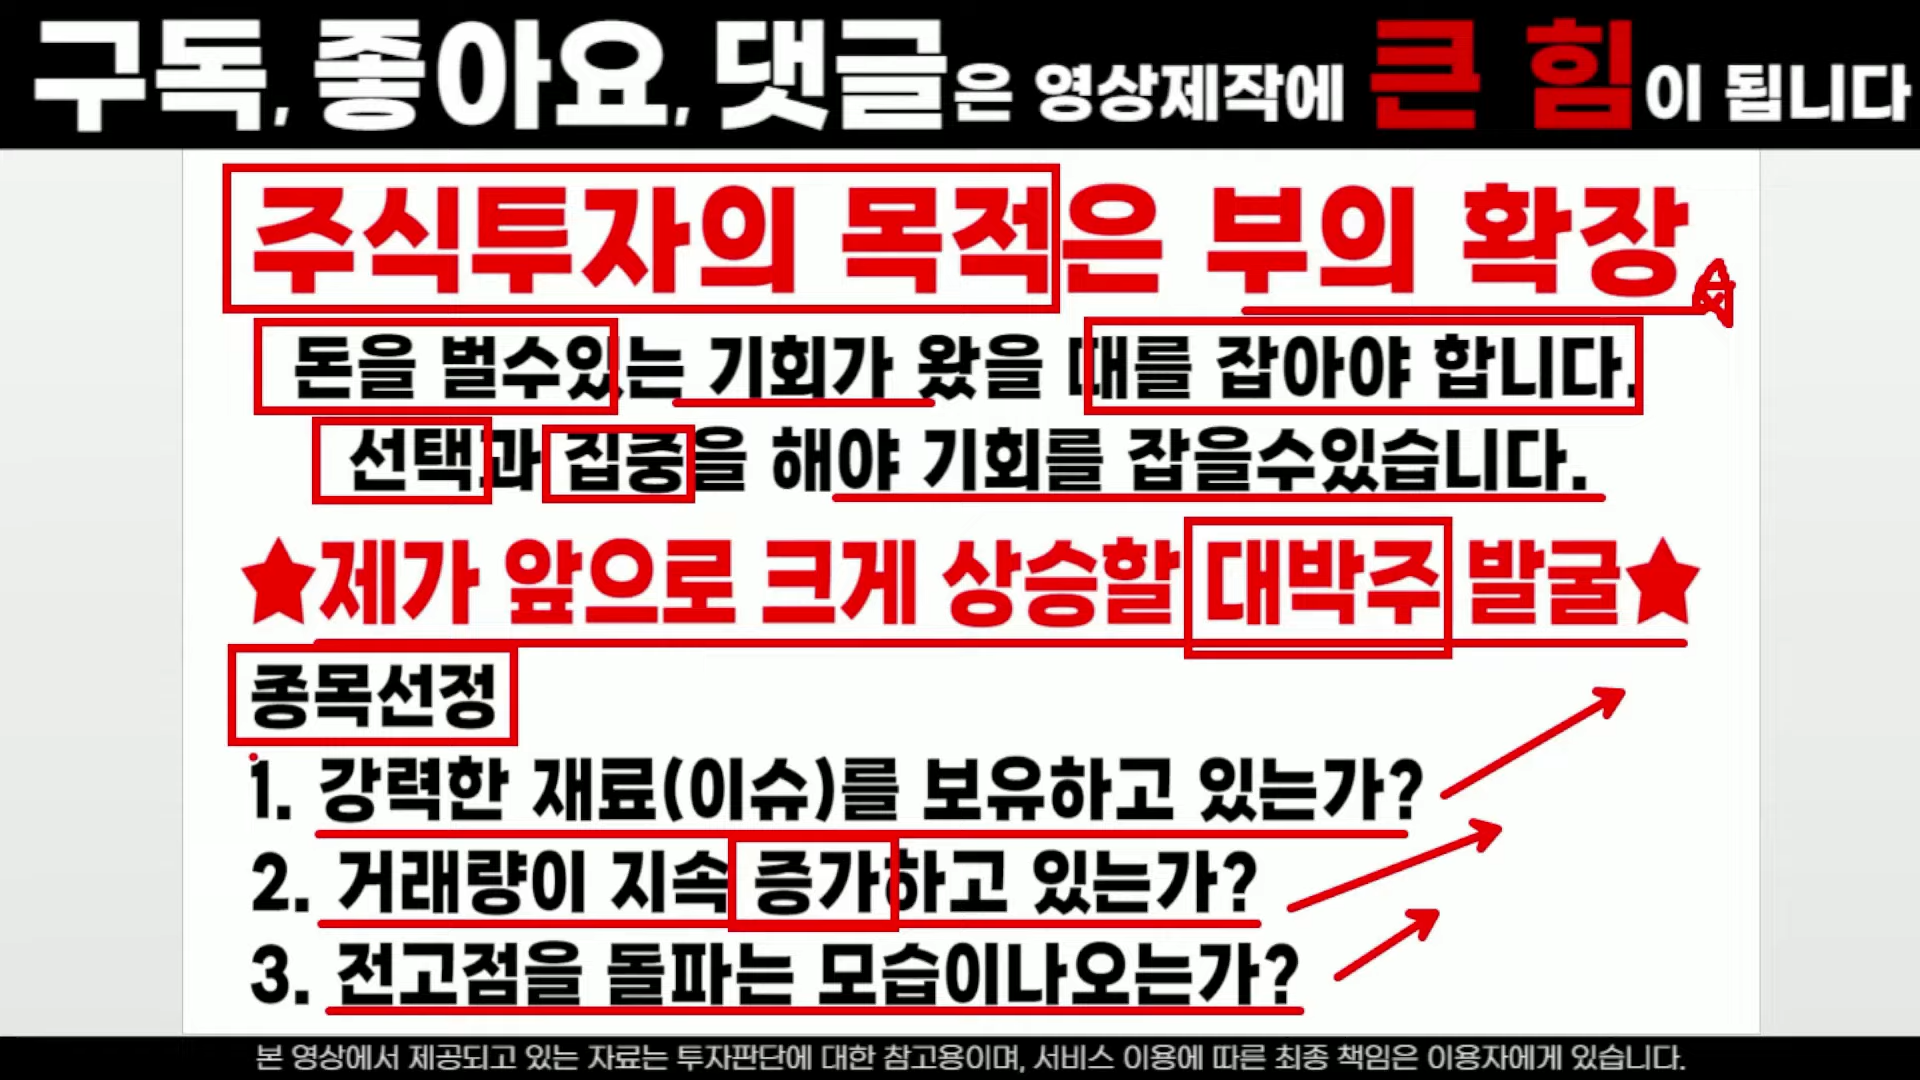 구독, 좋아요, 댓글은 영상제작에 큰 힘이 됩니다
주식투자의 목적은 부의 확장
돈을 벌수있는 기회가 왔을 대를 잡아야 합니다.
선택과 집중을 해야 기회를 잡을수있습니다.
★제가 앞으로 크게 상승할 대박주 발굴★
종목선정
1. 강력한 재료(이슈)를 보유하고 있는가?
2. 거래량이 지속 증가하고 있는가?
3. 전고점을 돌파는 모습이나오는가?
본 영상에서 제공되고 있는 자료는 투자판단에 대한 참고용이며, 서비스 이용에 따른 최종 책임은 이용자에게 있습니다.